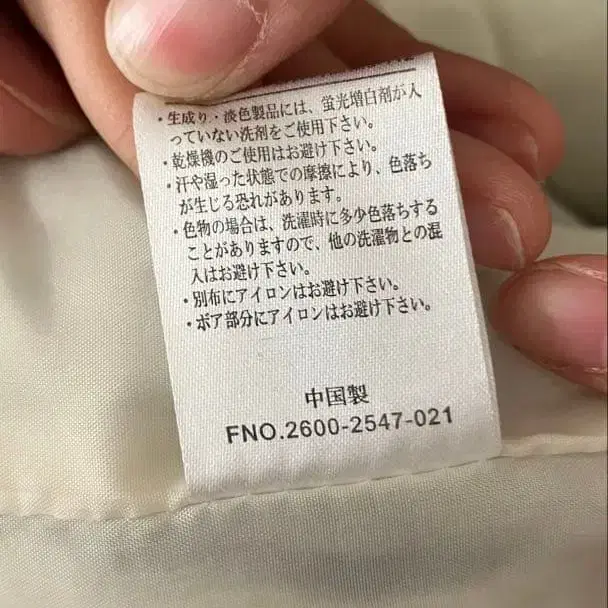 ・生成り・淡色製品には、蛍光増白剤が入
っていない洗剤をご使用下さい。
・乾燥機のご使用はお避け下さい。
・汗や湿った状態での摩擦により、色落ち
が生じる恐れがあります。
・色物の場合は、洗濯時に多少色落ちする
ことがありますので、他の洗濯物との混
入はお避け下さい。
・別布にアイロンはお避け下さい。
・ボア部分にアイロンはお避け下さい。
中国製
FNO.2600-2547-021